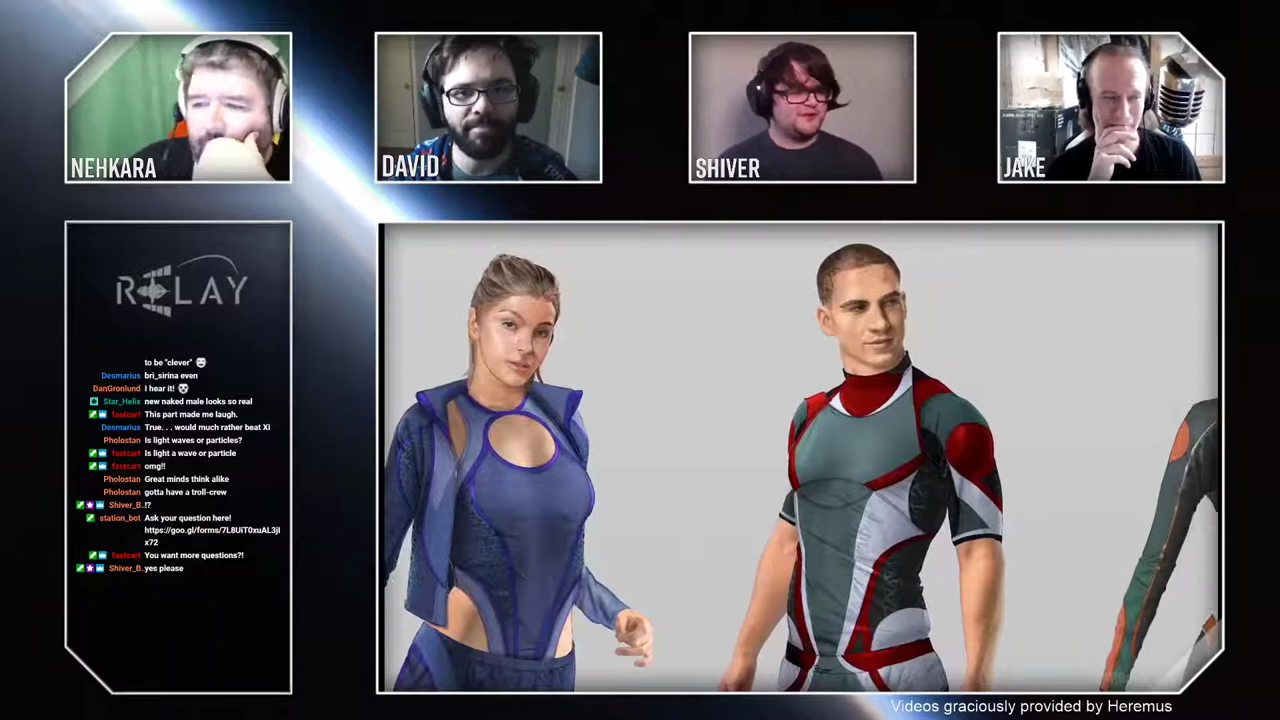 NEHKARA
DAVID
SHIVER
JAKE
RELAY
to be "clever"
Desmarius bri_sirina even
DanGronlund I hear it!
Star_Helix new naked male looks so real
fastcart This part made me laugh.
Desmarius True. . . would much rather beat Xi
Pholostan Is light waves or particles?
fastcart Is light a wave or particle
fastcart omg!!
Pholostan Great minds think alike
Pholostan gotta have a troll-crew
Shiver_B.. !?
station_bot Ask your question here!
https://goo.gl/forms/7L8UiT0xuAL3jI
x72
fastcart You want more questions?!
Shiver_B.. yes please
Videos graciously provided by Heremus